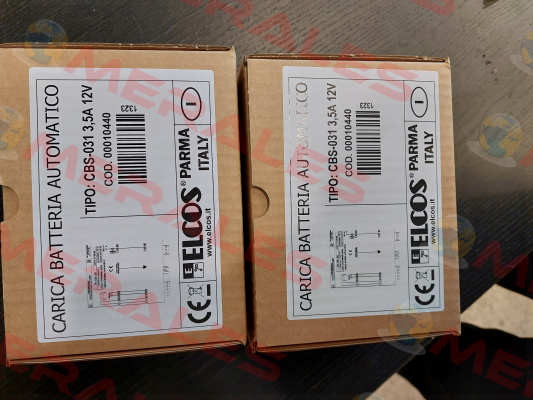 CARICA BATTERIA AUTOMATICO
TIPO: CBS-031 3,5A 12V
COD. 00010440
1323
I
ELCOS® PARMA
ITALY
www.elcos.it
CE
CARICA BATTERIA AUTOMATICO
TIPO: CBS-031 3,5A 12V
COD. 00010440
1323
I
ELCOS® PARMA
ITALY
www.elcos.it
CE
MERALES